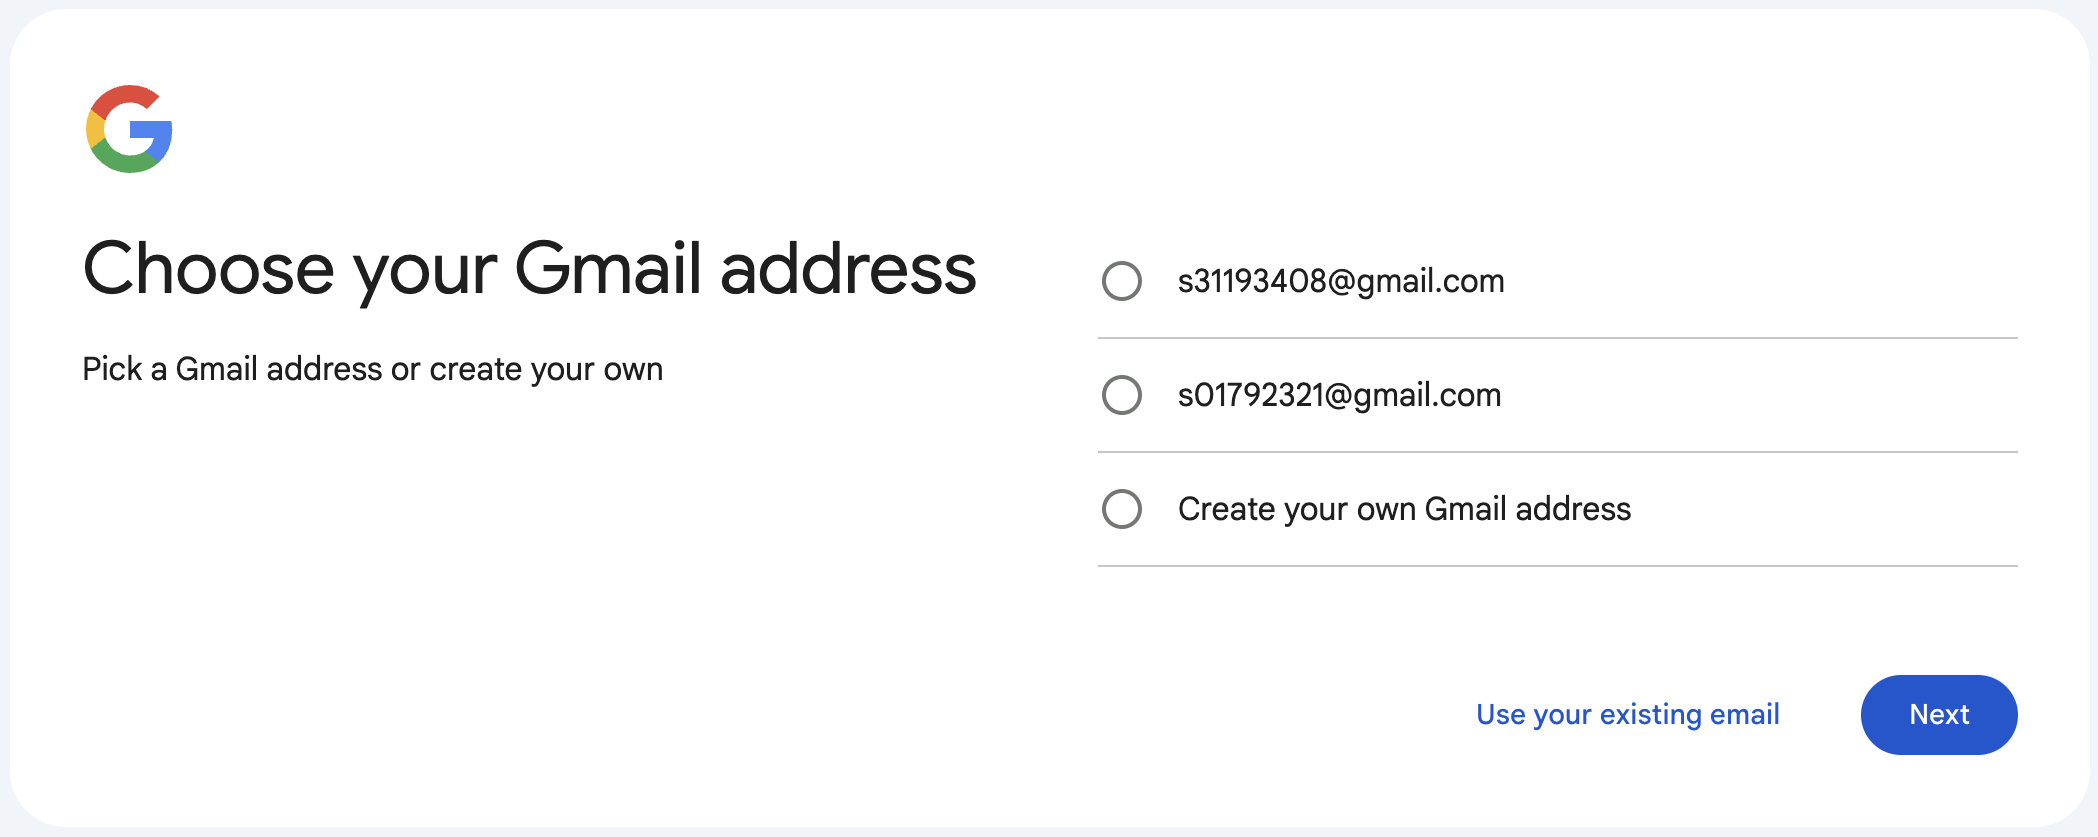 Choose your Gmail address
Pick a Gmail address or create your own
s31193408@gmail.com
s01792321@gmail.com
Create your own Gmail address
Use your existing email
Next